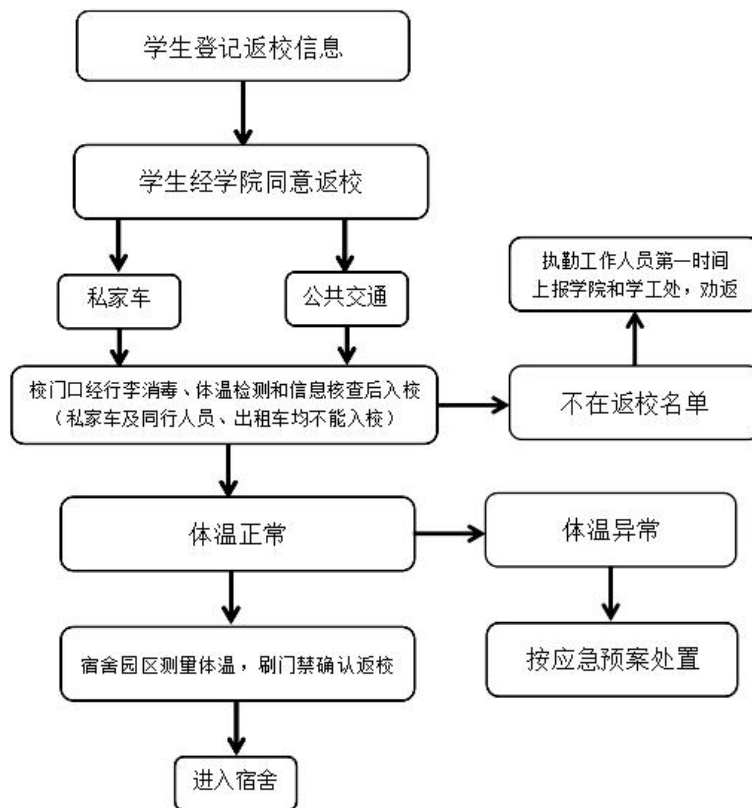 学生登记返校信息
学生经学院同意返校
私家车
公共交通
执勤工作人员第一时间
上报学院和学工处，劝返
校门口经行李消毒、体温检测和信息核查后入校
（私家车及同行人员、出租车均不能入校）
不在返校名单
体温正常
体温异常
宿舍园区测量体温，刷门禁确认返校
按应急预案处置
进入宿舍